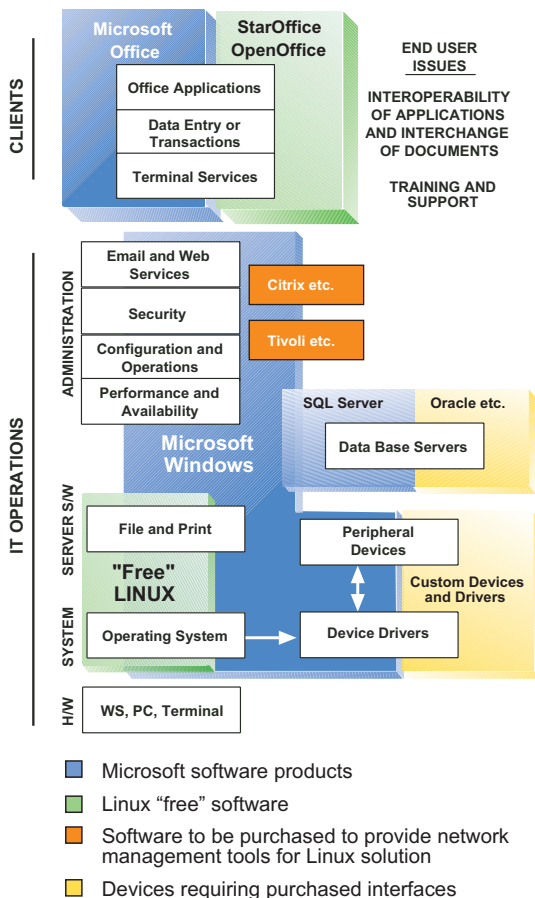 CLIENTS
Microsoft
Office
StarOffice
OpenOffice
Office Applications
Data Entry or
Transactions
Terminal Services
END USER
ISSUES
INTEROPERABILITY
OF APPLICATIONS
AND INTERCHANGE
OF DOCUMENTS
TRAINING AND
SUPPORT
IT OPERATIONS
ADMINISTRATION
Email and Web
Services
Security
Configuration and
Operations
Performance and
Availability
Citrix etc.
Tivoli etc.
Microsoft
Windows
SQL Server
Oracle etc.
Data Base Servers
SERVER S/W
File and Print
"Free"
LINUX
Peripheral
Devices
Custom Devices
and Drivers
SYSTEM
Operating System
Device Drivers
H/W
WS, PC, Terminal
Microsoft software products
Linux “free” software
Software to be purchased to provide network
management tools for Linux solution
Devices requiring purchased interfaces